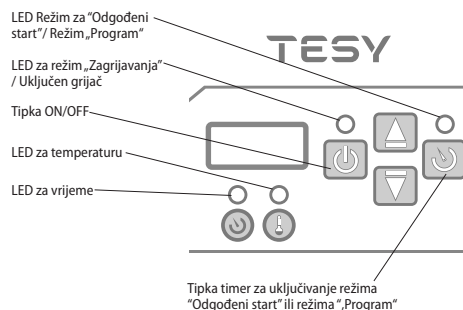 LED Režim za “Odgođeni
start”/ Režim „Program“
TESY
LED za režim „Zagrijavanja”
/ Uključen grijač
Tipka ON/OFF
LED za temperaturu
LED za vrijeme
Tipka timer za uključivanje režima
“Odgođeni start” ili režima “„Program“